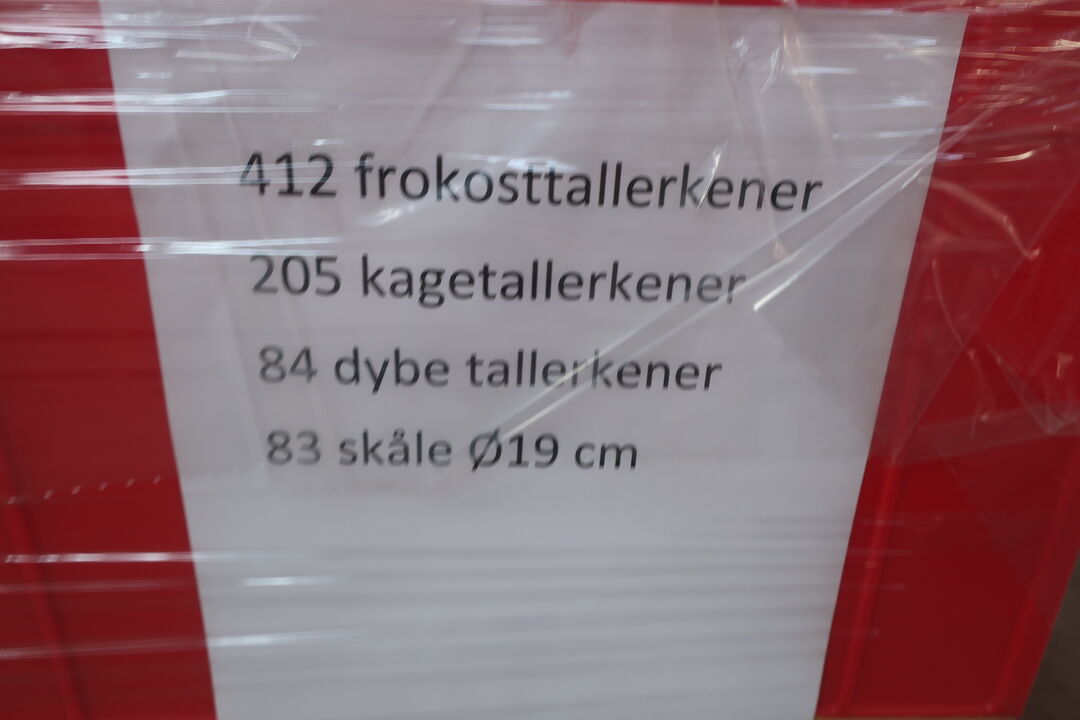 412 frokosttallerkener
205 kagetallerkener
84 dybe tallerkener
83 skåle Ø19 cm